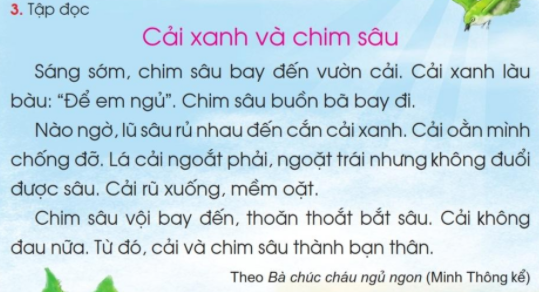 3. Tập đọc
Cải xanh và chim sâu
Sáng sớm, chim sâu bay đến vườn cải. Cải xanh làu
bàu: “Để em ngủ”. Chim sâu buồn bã bay đi.
Nào ngờ, lũ sâu rủ nhau đến cắn cải xanh. Cải oằn mình
chống đỡ. Lá cải ngoắt phải, ngoặt trái nhưng không đuổi
được sâu. Cải rũ xuống, mềm oặt.
Chim sâu vội bay đến, thoăn thoắt bắt sâu. Cải không
đau nữa. Từ đó, cải và chim sâu thành bạn thân.
Theo Bà chúc cháu ngủ ngon (Minh Thông kể)